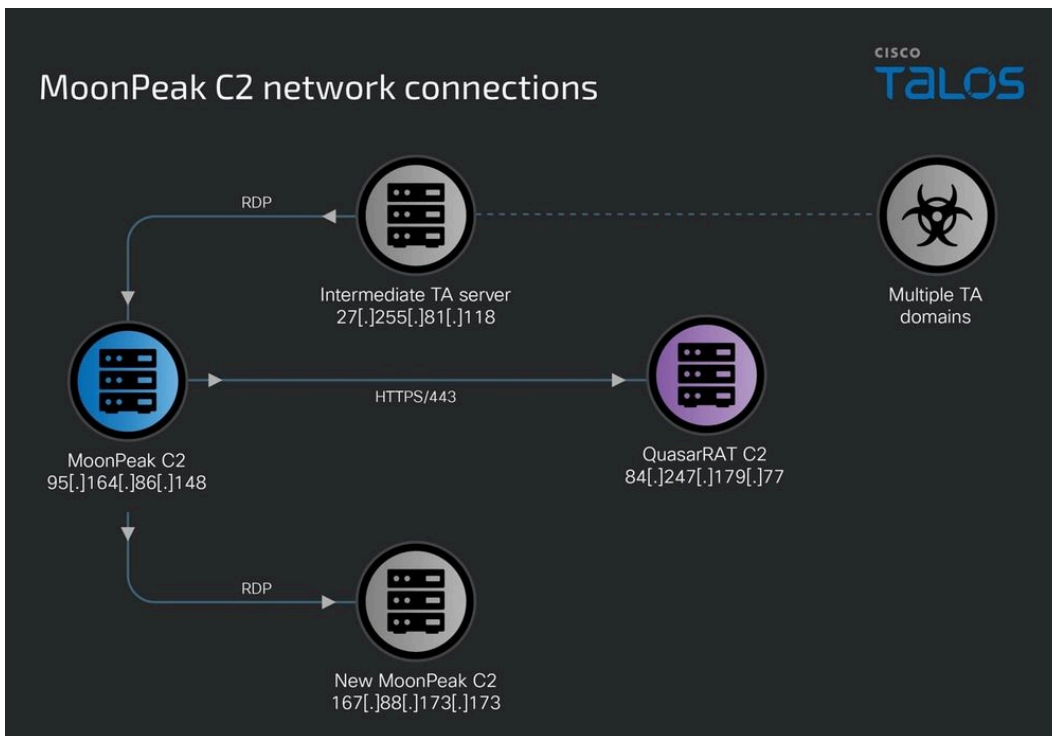 MoonPeak C2 network connections
CISCO
TALOS
RDP
Intermediate TA server
27[.]255[.]81[.]118
Multiple TA
domains
HTTPS/443
MoonPeak C2
95[.]164[.]86[.]148
QuasarRAT C2
84[.]247[.]179[.]77
RDP
New MoonPeak C2
167[.]88[.]173[.]173